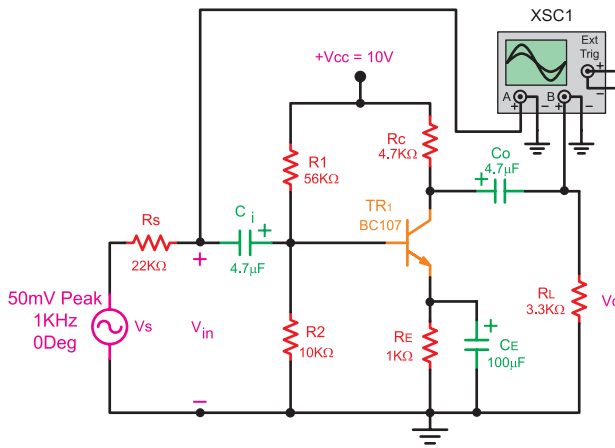 XSC1
Ext
Trig
+
−
A
B
+
−
+
−
+Vcc = 10V
Rc
4.7KΩ
R1
56KΩ
Co
4.7µF
+
TR1
BC107
Rs
22KΩ
C i
+
4.7µF
+
50mV Peak
1KHz
0Deg
Vs
Vin
R2
10KΩ
RE
1KΩ
+
CE
100µF
RL
3.3KΩ
−